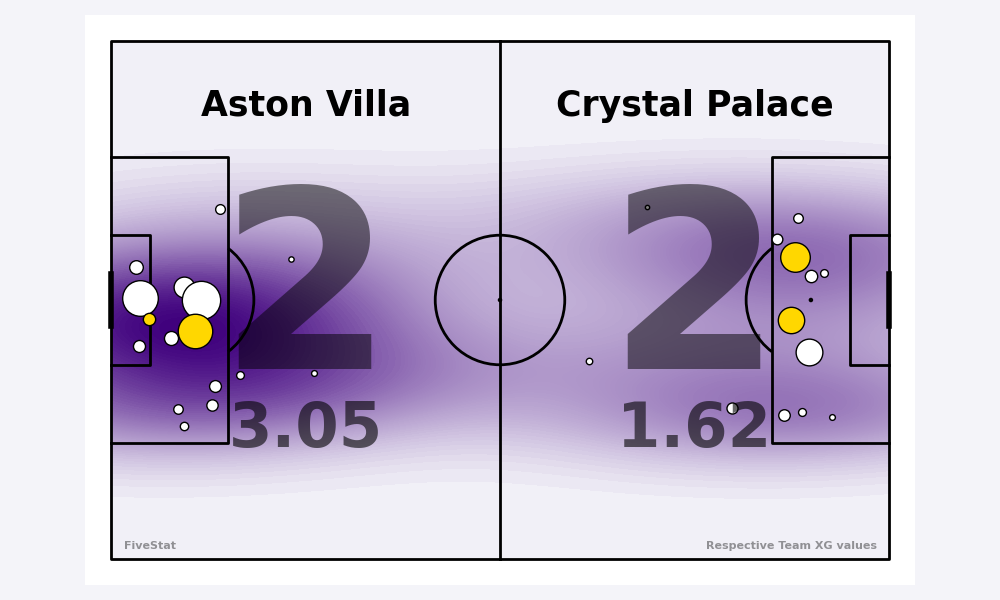 Aston Villa
Crystal Palace
2
2
3.05
1.62
FiveStat
Respective Team XG values